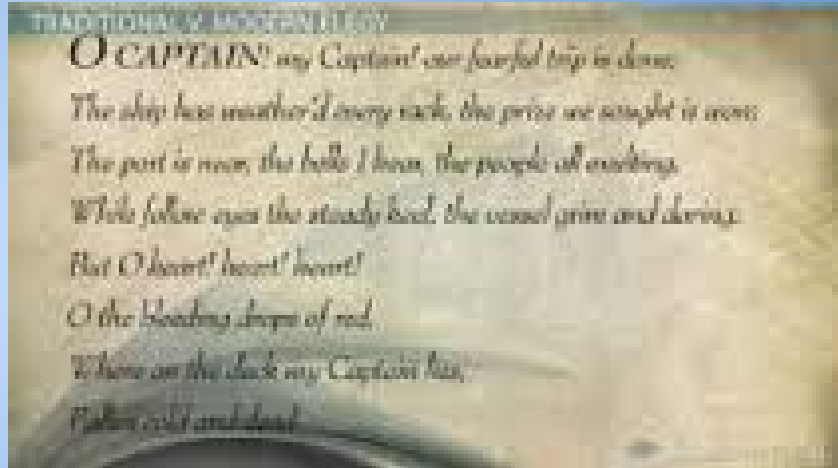 TRADITIONAL & MODERN ELEGY
O CAPTAIN! my Captain! our fearful trip is done;
The ship has weather'd every rack, the prize we sought is won;
The port is near, the bells I hear, the people all exulting,
While follow eyes the steady keel, the vessel grim and daring:
But O heart! heart! heart!
O the bleeding drops of red,
Where on the deck my Captain lies,
Fallen cold and dead.